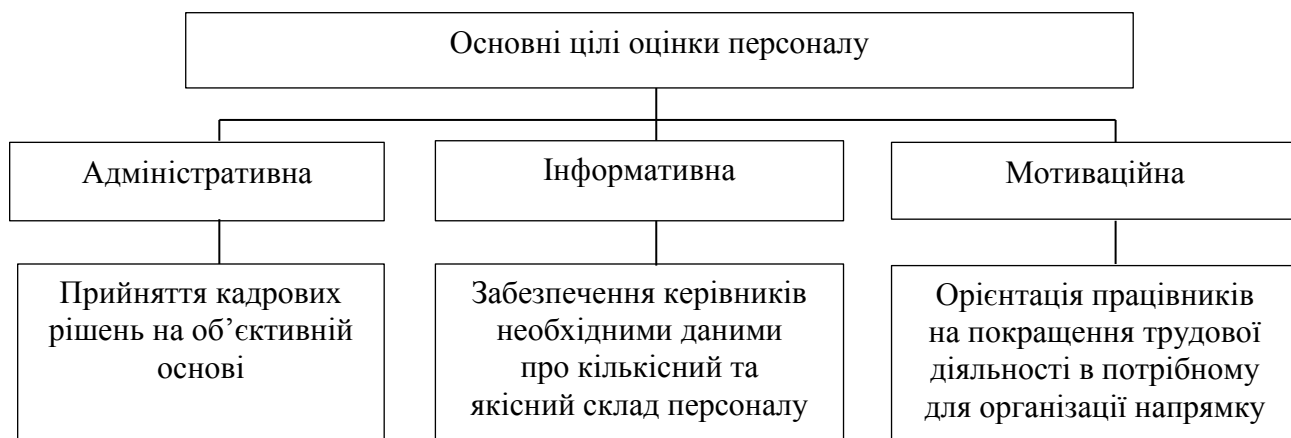 Основні цілі оцінки персоналу
Адміністративна
Інформативна
Мотиваційна
Прийняття кадрових
рішень на об’єктивній
основі
Забезпечення керівників
необхідними даними
про кількісний та
якісний склад персоналу
Орієнтація працівників
на покращення трудової
діяльності в потрібному
для організації напрямку